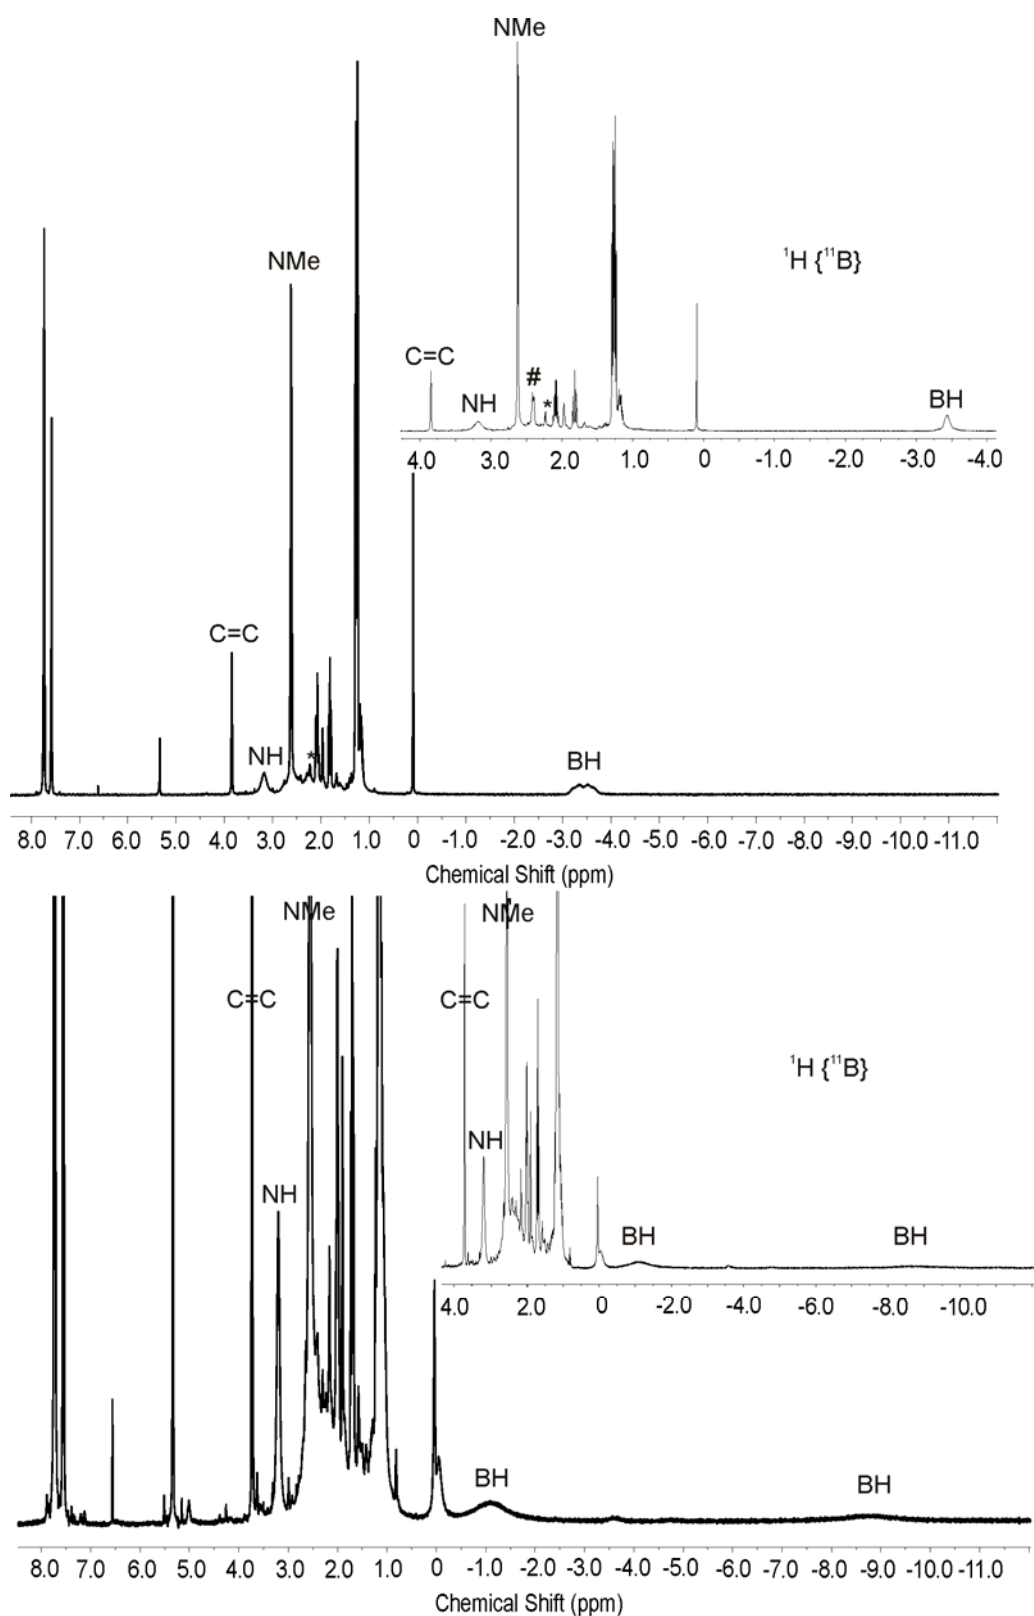 NMe
NMe
¹H {¹¹B}
C=C
#
NH
*
BH
4.0 3.0 2.0 1.0 0 -1.0 -2.0 -3.0 -4.0
C=C
NH
*
BH
8.0 7.0 6.0 5.0 4.0 3.0 2.0 1.0 0 -1.0 -2.0 -3.0 -4.0 -5.0 -6.0 -7.0 -8.0 -9.0 -10.0 -11.0
Chemical Shift (ppm)
NMe
NMe
C=C
C=C
¹H {¹¹B}
NH
NH
BH
BH
4.0 2.0 0 -2.0 -4.0 -6.0 -8.0 -10.0
BH
BH
8.0 7.0 6.0 5.0 4.0 3.0 2.0 1.0 0 -1.0 -2.0 -3.0 -4.0 -5.0 -6.0 -7.0 -8.0 -9.0 -10.0 -11.0
Chemical Shift (ppm)